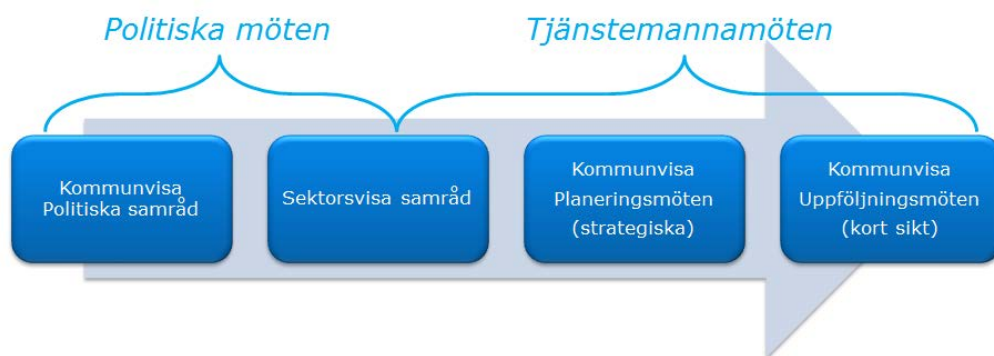 Politiska möten
Tjänstemannamöten
Kommunvisa
Politiska samråd
Sektorsvisa samråd
Kommunvisa
Planeringsmöten
(strategiska)
Kommunvisa
Uppföljningsmöten
(kort sikt)